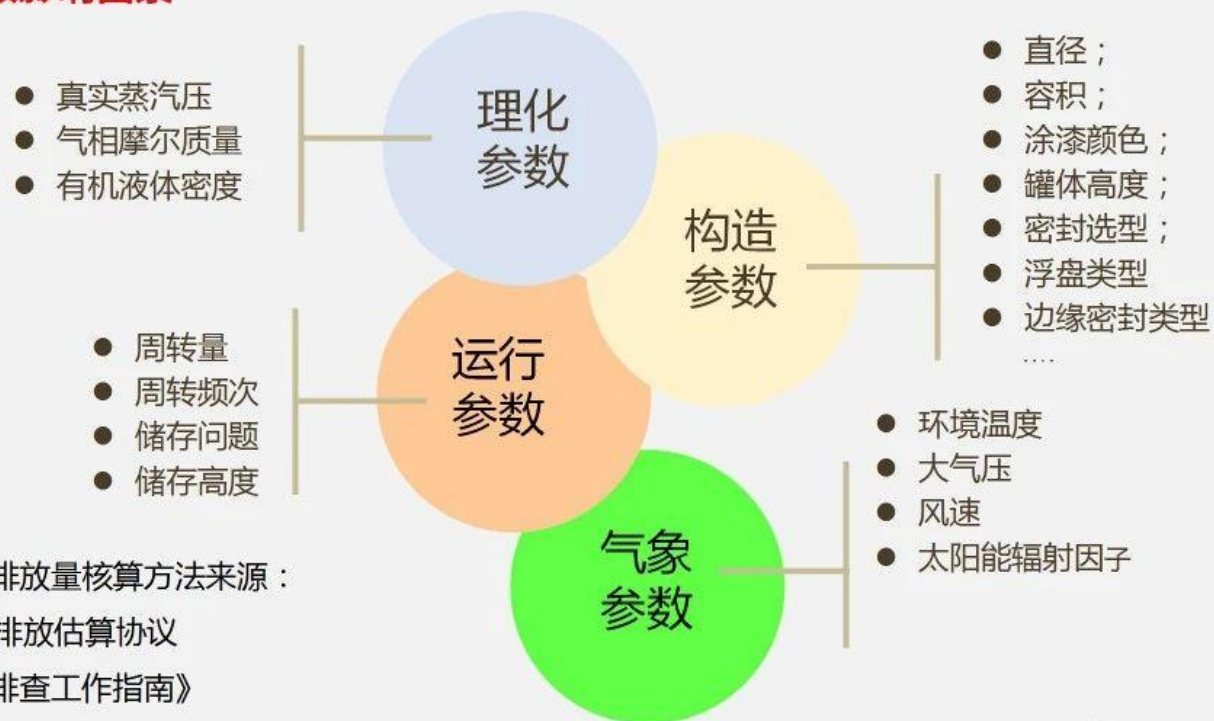 响因素
● 真实蒸汽压
● 气相摩尔质量
● 有机液体密度
理化
参数
● 直径；
● 容积；
● 涂漆颜色；
● 罐体高度；
● 密封选型；
● 浮盘类型
● 边缘密封类型
....
构造
参数
● 周转量
● 周转频次
● 储存问题
● 储存高度
运行
参数
● 环境温度
● 大气压
● 风速
● 太阳能辐射因子
气象
参数
排放量核算方法来源：
排放估算协议
排查工作指南》